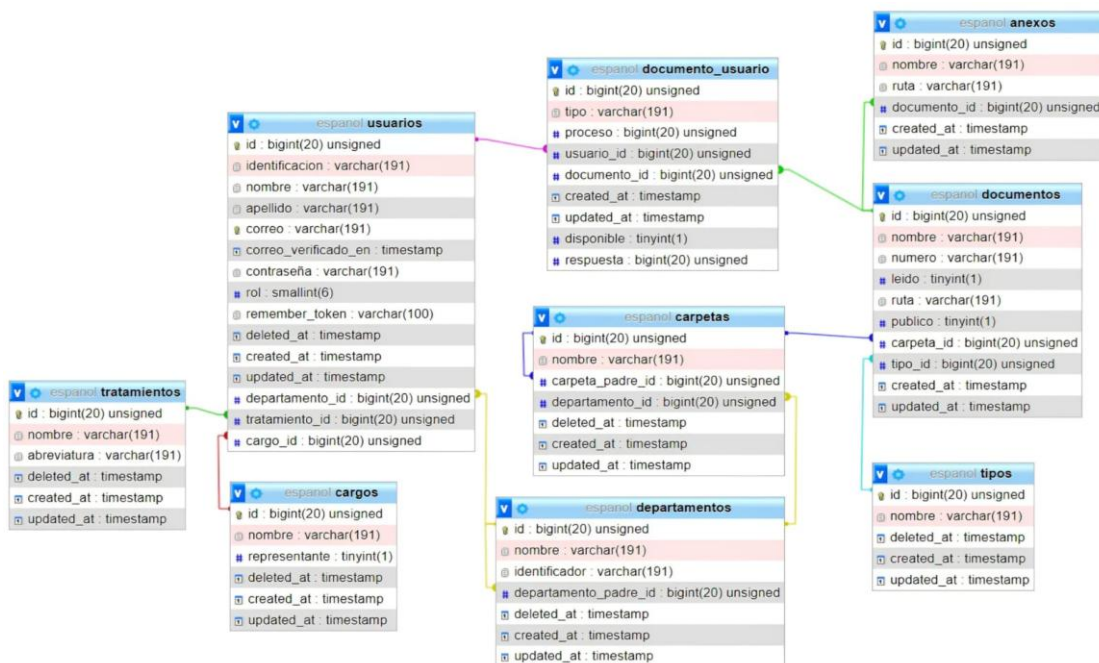 espanol anexos
id : bigint(20) unsigned
nombre : varchar(191)
ruta : varchar(191)
documento_id : bigint(20) unsigned
created_at : timestamp
updated_at : timestamp
espanol documento_usuario
id : bigint(20) unsigned
tipo : varchar(191)
proceso : bigint(20) unsigned
usuario_id : bigint(20) unsigned
documento_id : bigint(20) unsigned
created_at : timestamp
updated_at : timestamp
disponible : tinyint(1)
respuesta : bigint(20) unsigned
espanol usuarios
id : bigint(20) unsigned
identificacion : varchar(191)
nombre : varchar(191)
apellido : varchar(191)
correo : varchar(191)
correo_verificado_en : timestamp
contraseña : varchar(191)
rol : smallint(6)
remember_token : varchar(100)
deleted_at : timestamp
created_at : timestamp
updated_at : timestamp
departamento_id : bigint(20) unsigned
tratamiento_id : bigint(20) unsigned
cargo_id : bigint(20) unsigned
espanol documentos
id : bigint(20) unsigned
nombre : varchar(191)
numero : varchar(191)
leido : tinyint(1)
ruta : varchar(191)
publico : tinyint(1)
carpeta_id : bigint(20) unsigned
tipo_id : bigint(20) unsigned
created_at : timestamp
updated_at : timestamp
espanol carpetas
id : bigint(20) unsigned
nombre : varchar(191)
carpeta_padre_id : bigint(20) unsigned
departamento_id : bigint(20) unsigned
deleted_at : timestamp
created_at : timestamp
updated_at : timestamp
espanol tratamientos
id : bigint(20) unsigned
nombre : varchar(191)
abreviatura : varchar(191)
deleted_at : timestamp
created_at : timestamp
updated_at : timestamp
espanol cargos
id : bigint(20) unsigned
nombre : varchar(191)
representante : tinyint(1)
deleted_at : timestamp
created_at : timestamp
updated_at : timestamp
espanol departamentos
id : bigint(20) unsigned
nombre : varchar(191)
identificador : varchar(191)
departamento_padre_id : bigint(20) unsigned
deleted_at : timestamp
created_at : timestamp
updated_at : timestamp
espanol tipos
id : bigint(20) unsigned
nombre : varchar(191)
deleted_at : timestamp
created_at : timestamp
updated_at : timestamp